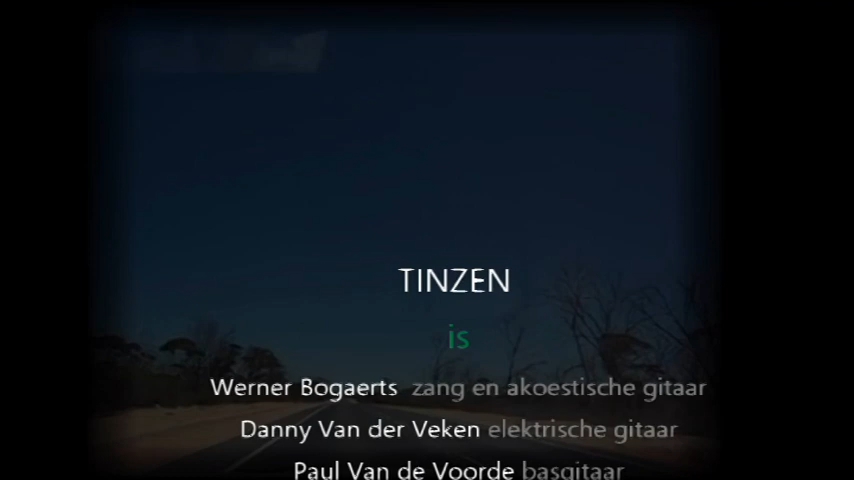 TINZEN
is
Werner Bogaerts zang en akoestische gitaar
Danny Van der Veken elektrische gitaar
Paul Van de Voorde basgitaar